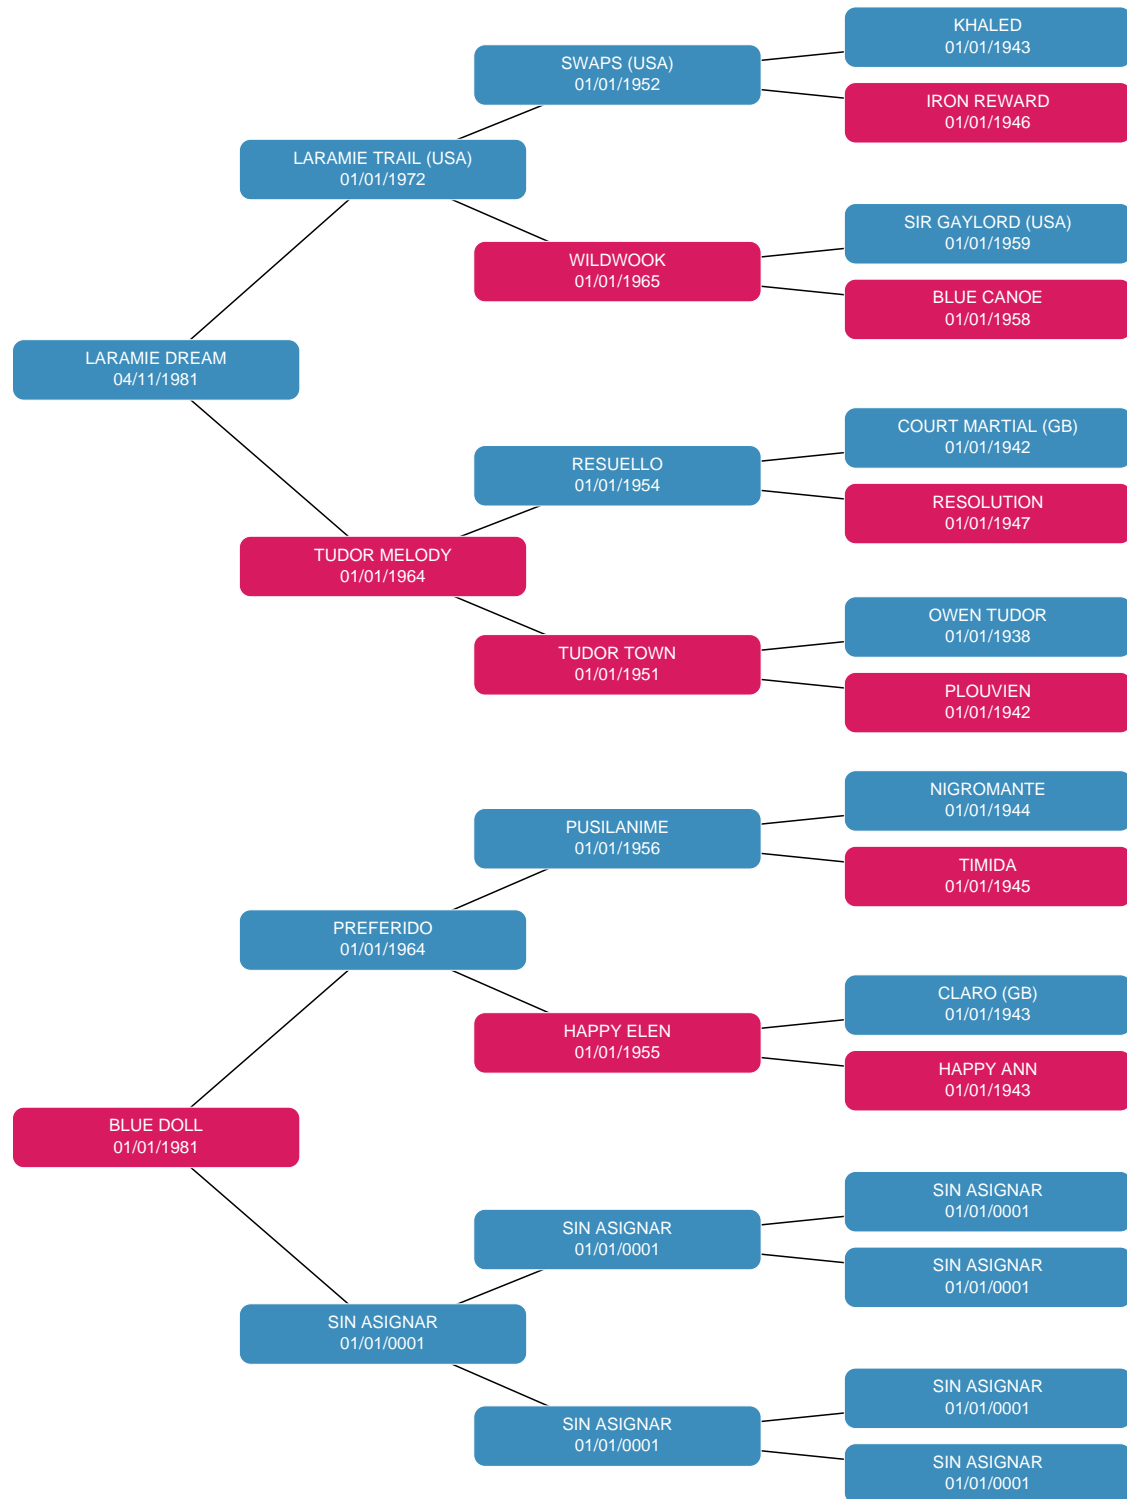 KHALED
01/01/1943
SWAPS (USA)
01/01/1952
IRON REWARD
01/01/1946
LARAMIE TRAIL (USA)
01/01/1972
SIR GAYLORD (USA)
01/01/1959
WILDWOOK
01/01/1965
BLUE CANOE
01/01/1958
LARAMIE DREAM
04/11/1981
COURT MARTIAL (GB)
01/01/1942
RESUELLO
01/01/1954
RESOLUTION
01/01/1947
TUDOR MELODY
01/01/1964
OWEN TUDOR
01/01/1938
TUDOR TOWN
01/01/1951
PLOUVIEN
01/01/1942
NIGROMANTE
01/01/1944
PUSILANIME
01/01/1956
TIMIDA
01/01/1945
PREFERIDO
01/01/1964
CLARO (GB)
01/01/1943
HAPPY ELEN
01/01/1955
HAPPY ANN
01/01/1943
BLUE DOLL
01/01/1981
SIN ASIGNAR
01/01/0001
SIN ASIGNAR
01/01/0001
SIN ASIGNAR
01/01/0001
SIN ASIGNAR
01/01/0001
SIN ASIGNAR
01/01/0001
SIN ASIGNAR
01/01/0001
SIN ASIGNAR
01/01/0001